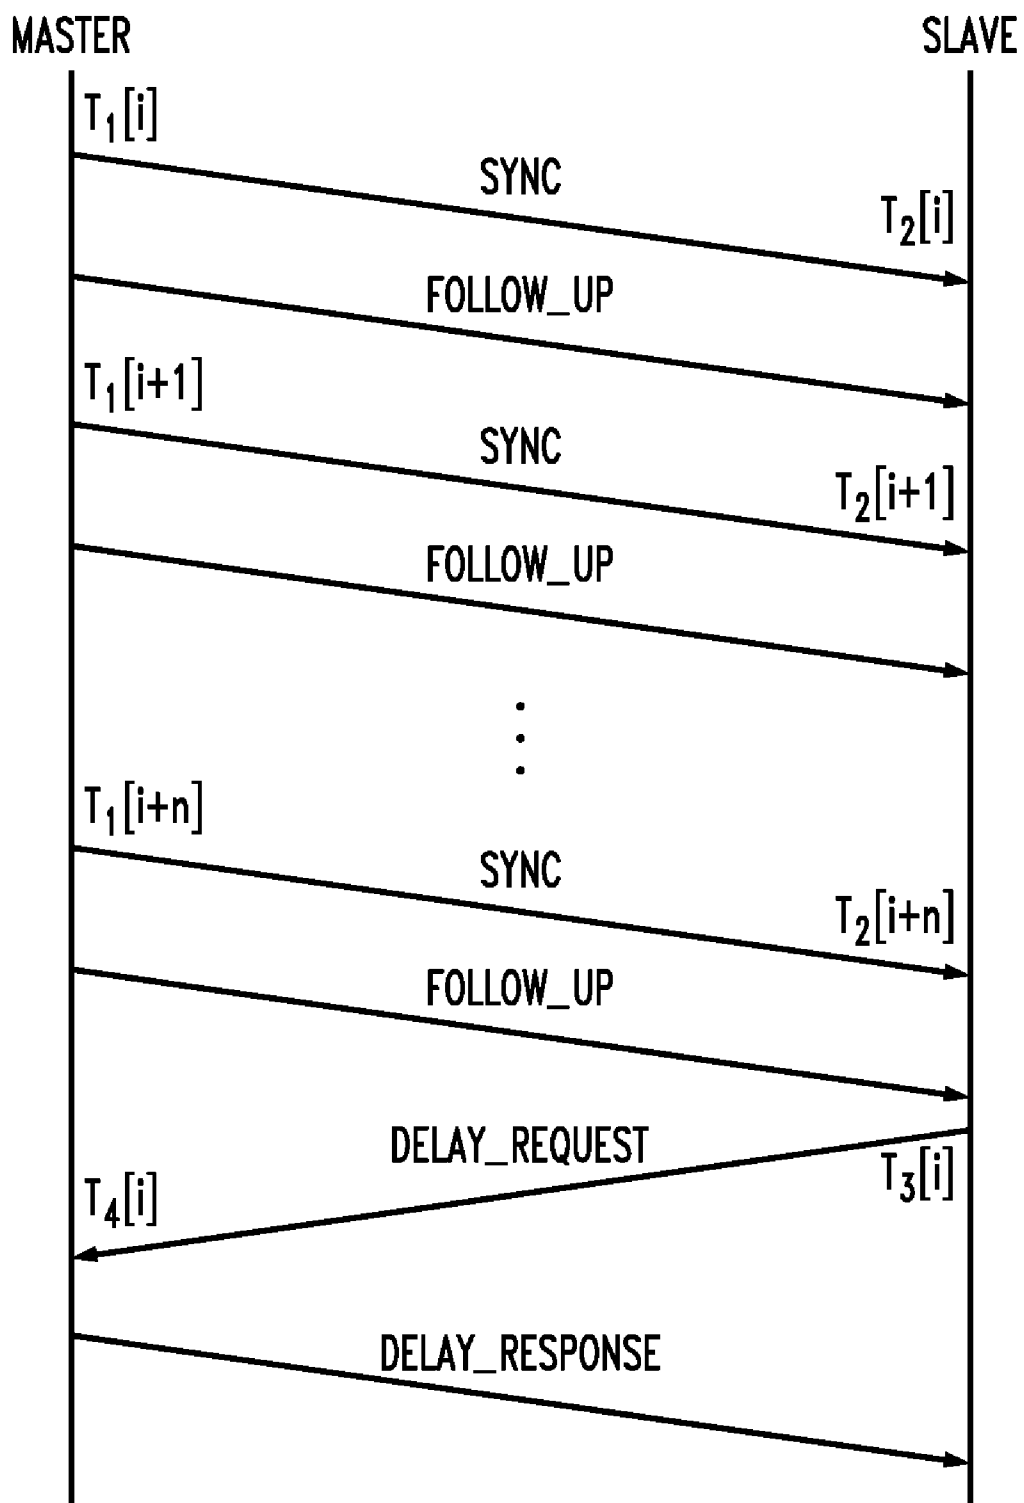 MASTER SLAVE
T1[i]
SYNC
T2[i]
FOLLOW_UP
T1[i+1]
SYNC
T2[i+1]
FOLLOW_UP
T1[i+n]
SYNC
T2[i+n]
FOLLOW_UP
DELAY_REQUEST
T3[i]
T4[i]
DELAY_RESPONSE